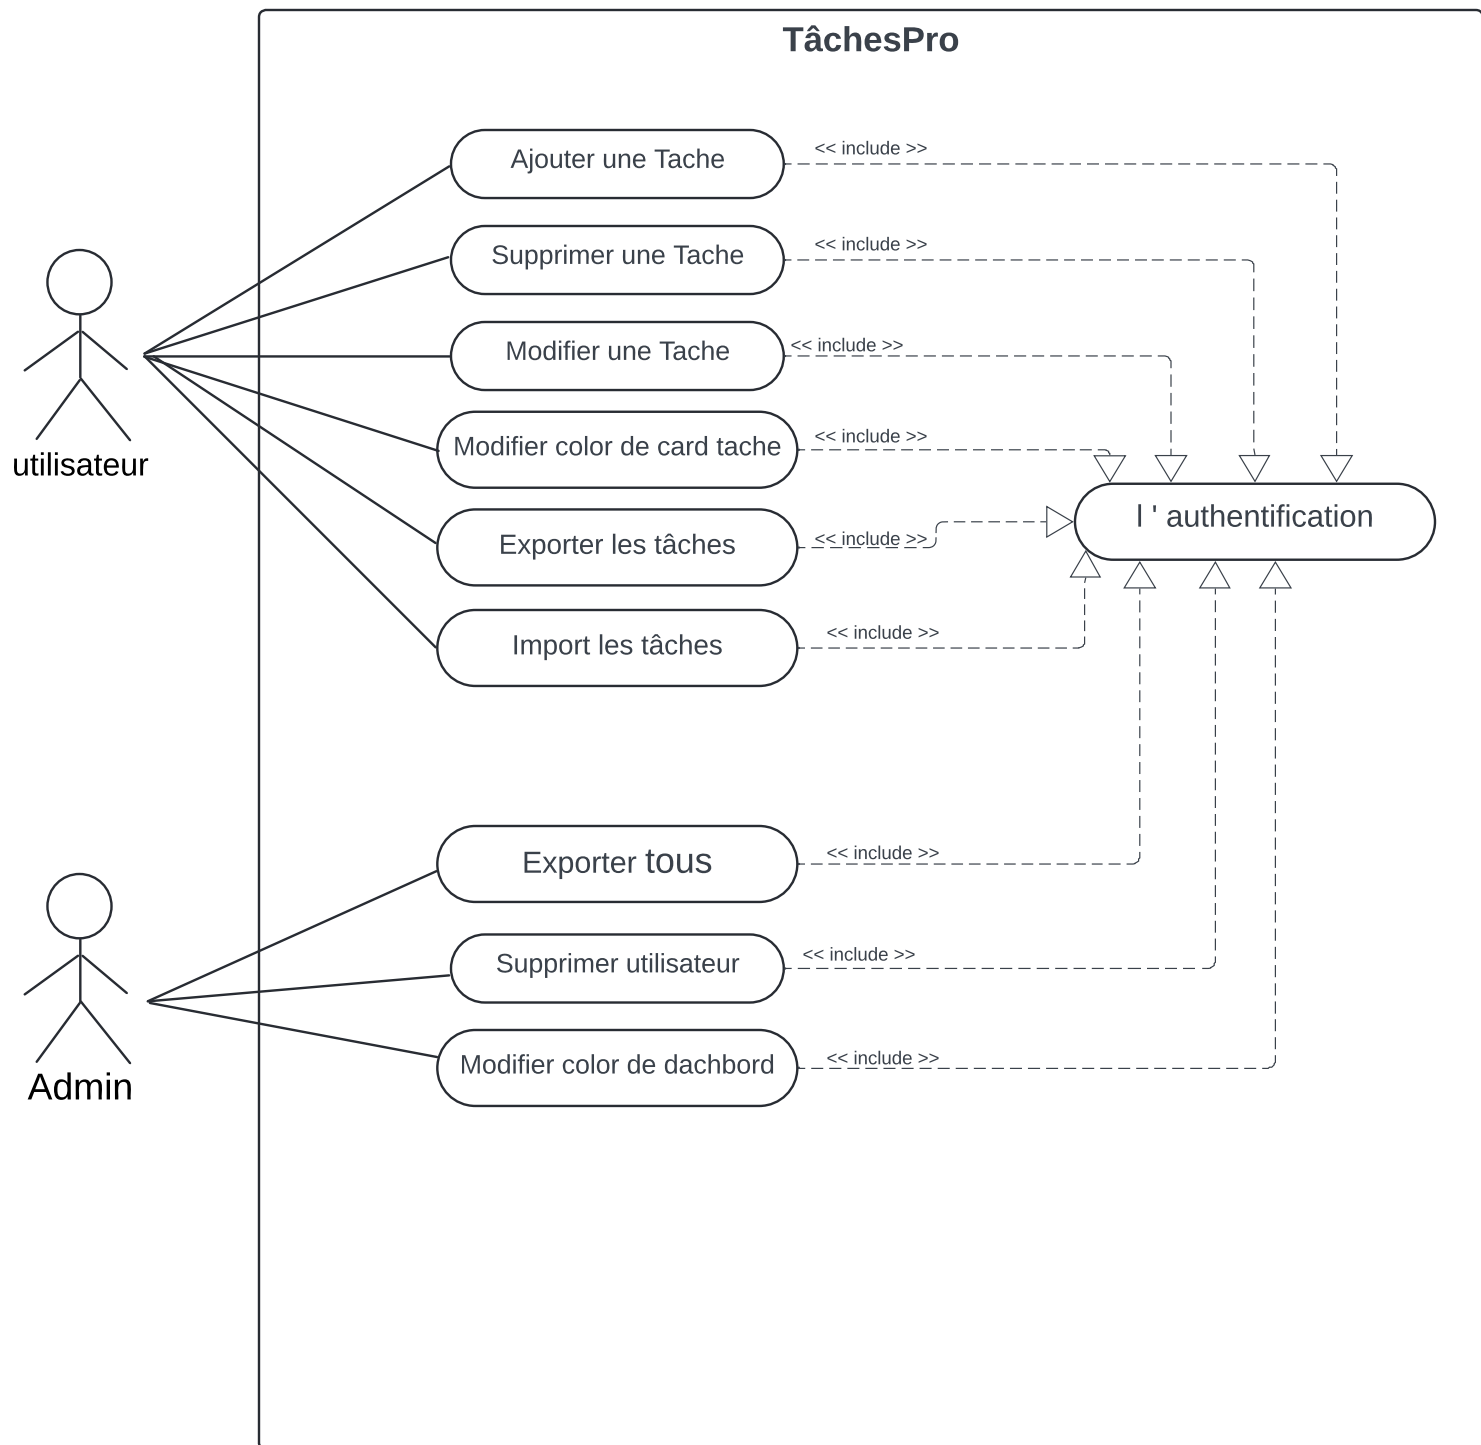 TâchesPro
Ajouter une Tache
<< include >>
Supprimer une Tache
<< include >>
Modifier une Tache
<< include >>
Modifier color de card tache
<< include >>
utilisateur
l ' authentification
Exporter les tâches
<< include >>
Import les tâches
<< include >>
Exporter tous
<< include >>
Supprimer utilisateur
<< include >>
Modifier color de dachbord
<< include >>
Admin